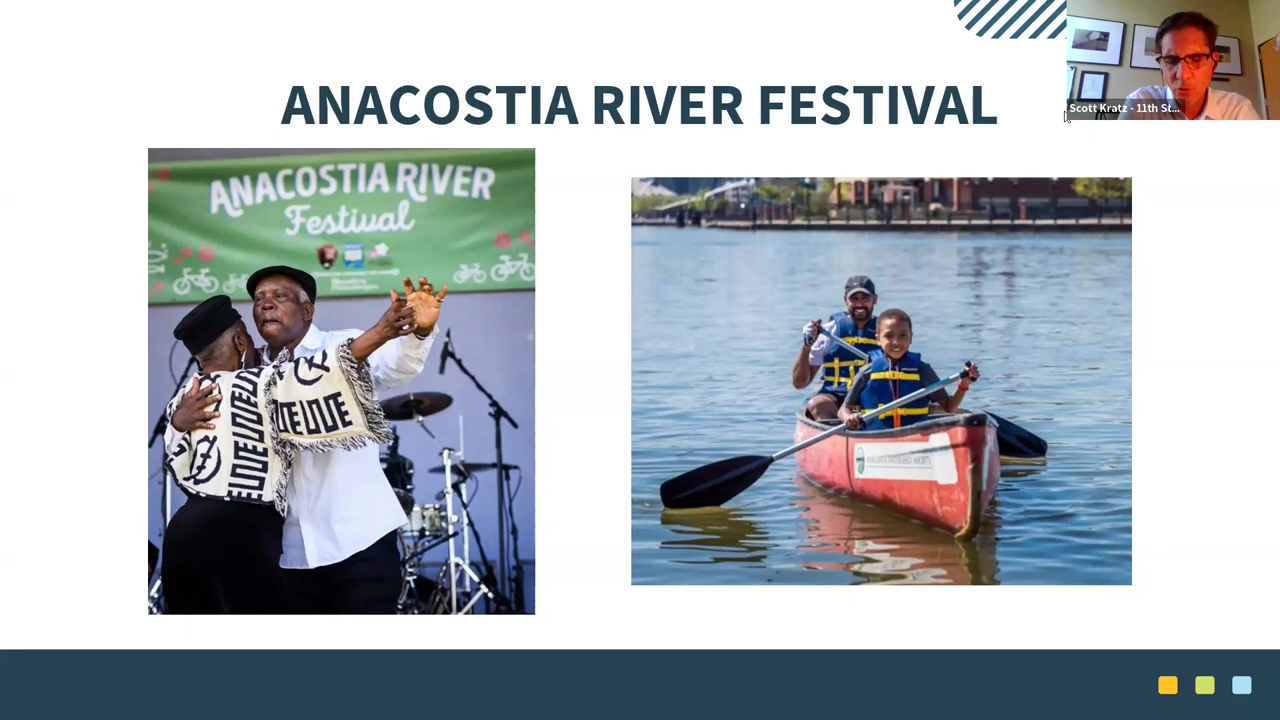 ANACOSTIA RIVER FESTIVAL
Scott Kratz - 11th St...
ANACOSTIA RIVER
Festival